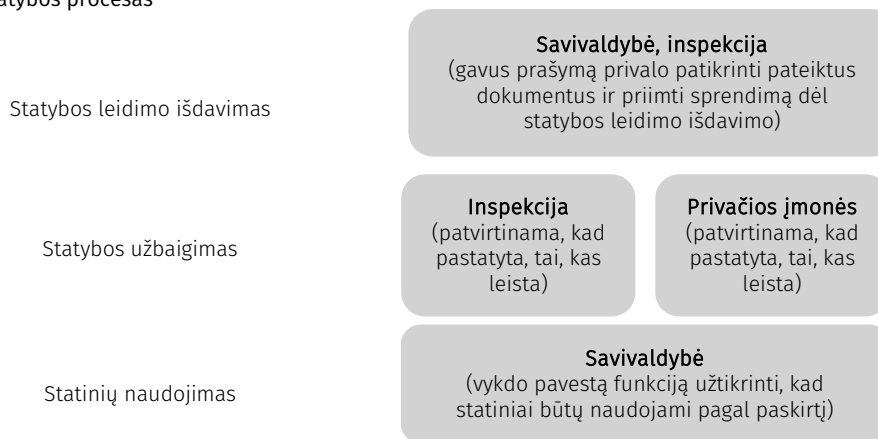 procesas
Savivaldybė, inspekcija
(gavus prašymą privalo patikrinti pateiktus
dokumentus ir priimti sprendimą dėl
statybos leidimo išdavimo)
Statybos leidimo išdavimas
Inspekcija
(patvirtinama, kad
pastatyta, tai, kas
leista)
Privačios įmonės
(patvirtinama, kad
pastatyta, tai, kas
leista)
Statybos užbaigimas
Savivaldybė
(vykdo pavestą funkciją užtikrinti, kad
statiniai būtų naudojami pagal paskirtį)
Statinių naudojimas